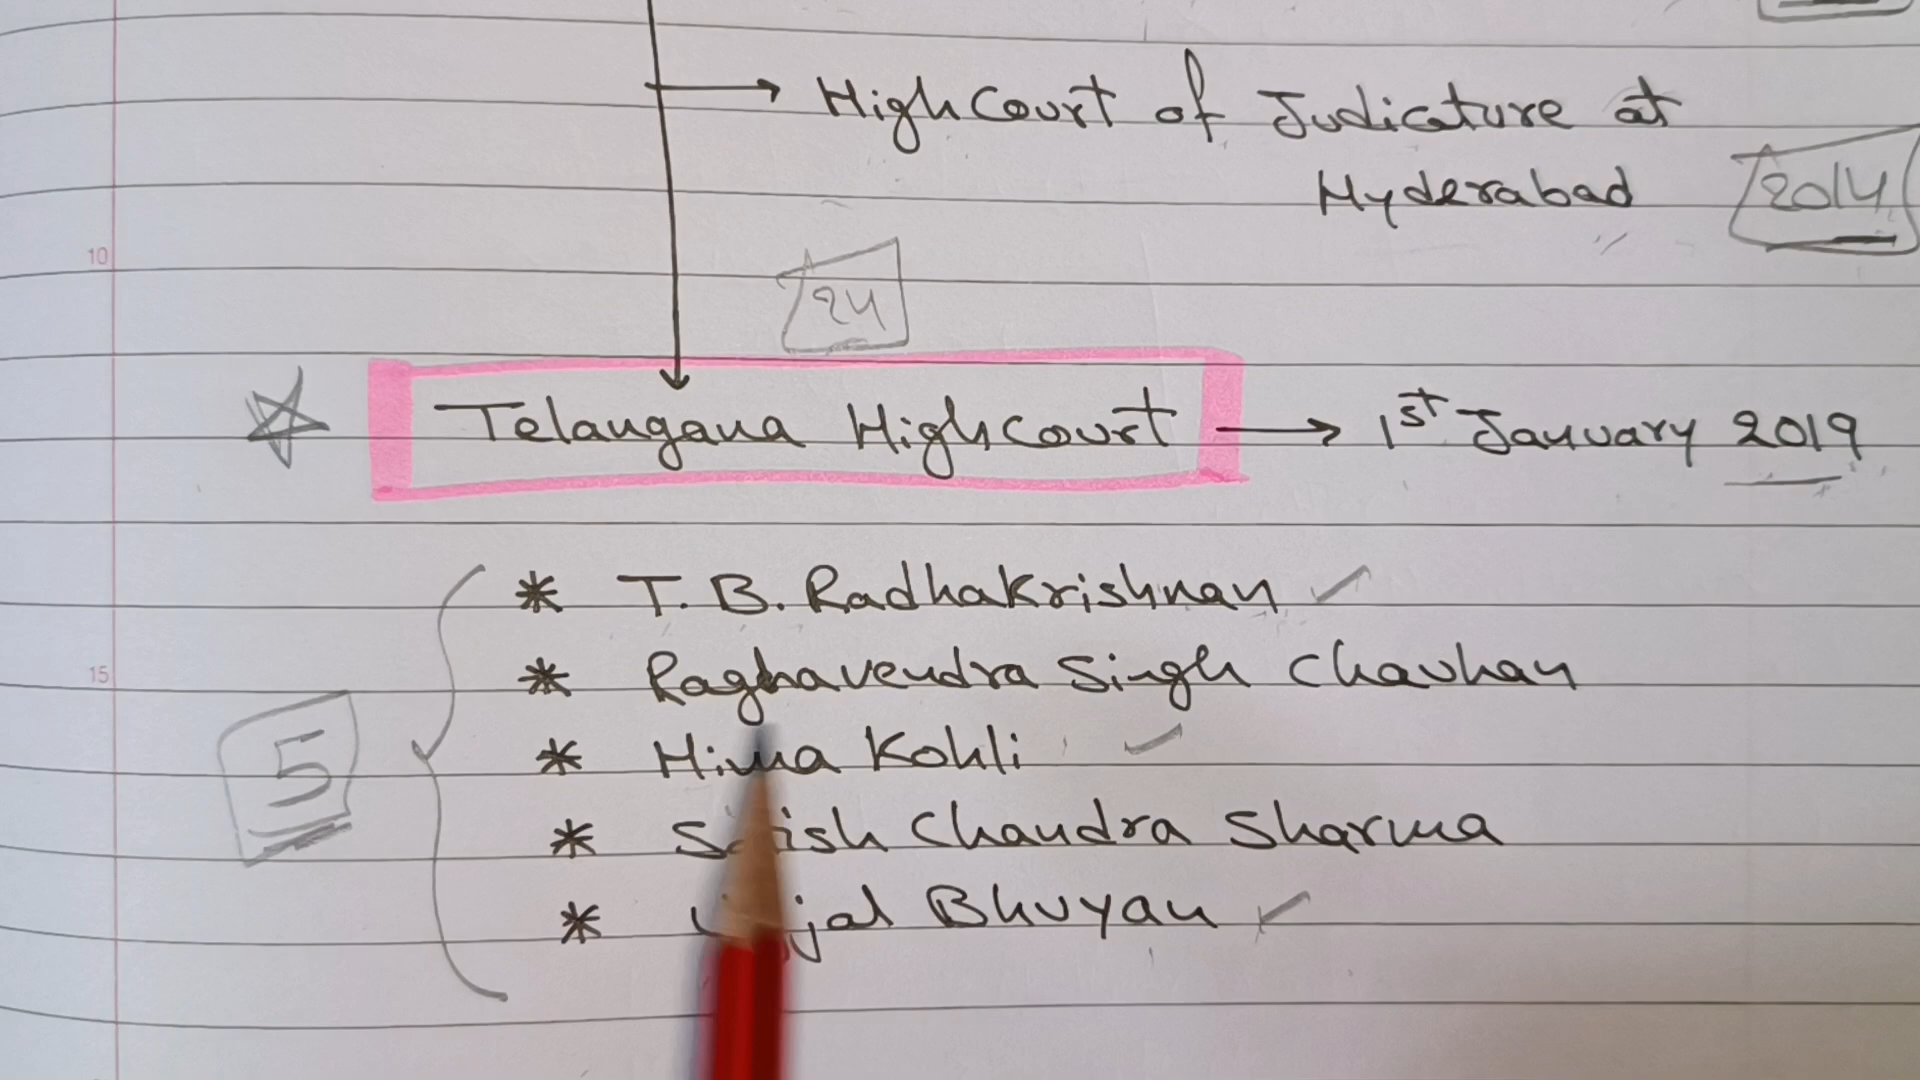 → High Court of Judicature at
Hyderabad 2014
10
24
Telangana High Court → 1st January 2019
* T. B. Radhakrishnan ✓
15
* Raghavendra Singh Chauhan
5
* Hima Kohli ✓
* Chandra Sharma
* Bhuyan ✓